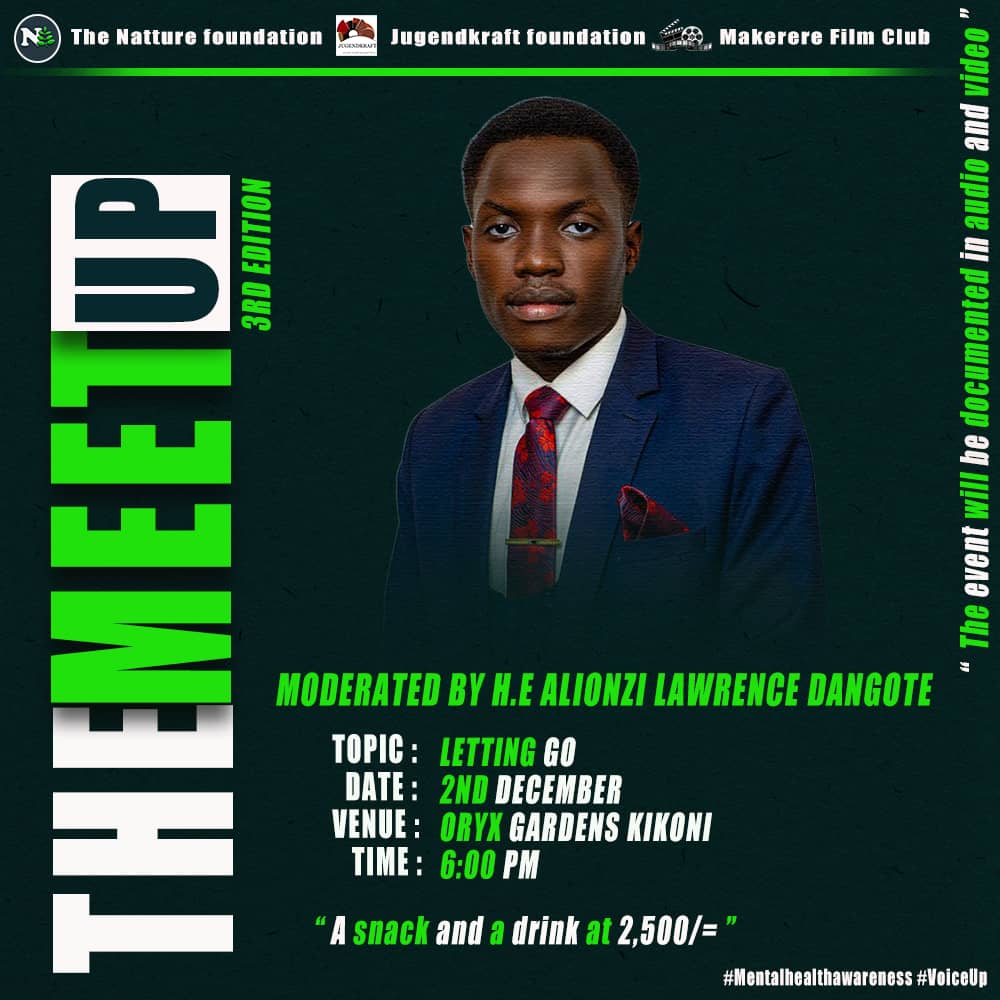 The Natture foundation
JUGENDKRAFT
Jugendkraft foundation
Makerere Film Club
THE MEET UP
3RD EDITION
" The event will be documented in audio and video "
MODERATED BY H.E ALIONZI LAWRENCE DANGOTE
TOPIC : LETTING GO
DATE : 2ND DECEMBER
VENUE : ORYX GARDENS KIKONI
TIME : 6:00 PM
" A snack and a drink at 2,500/= "
#Mentalhealthawareness #VoiceUp